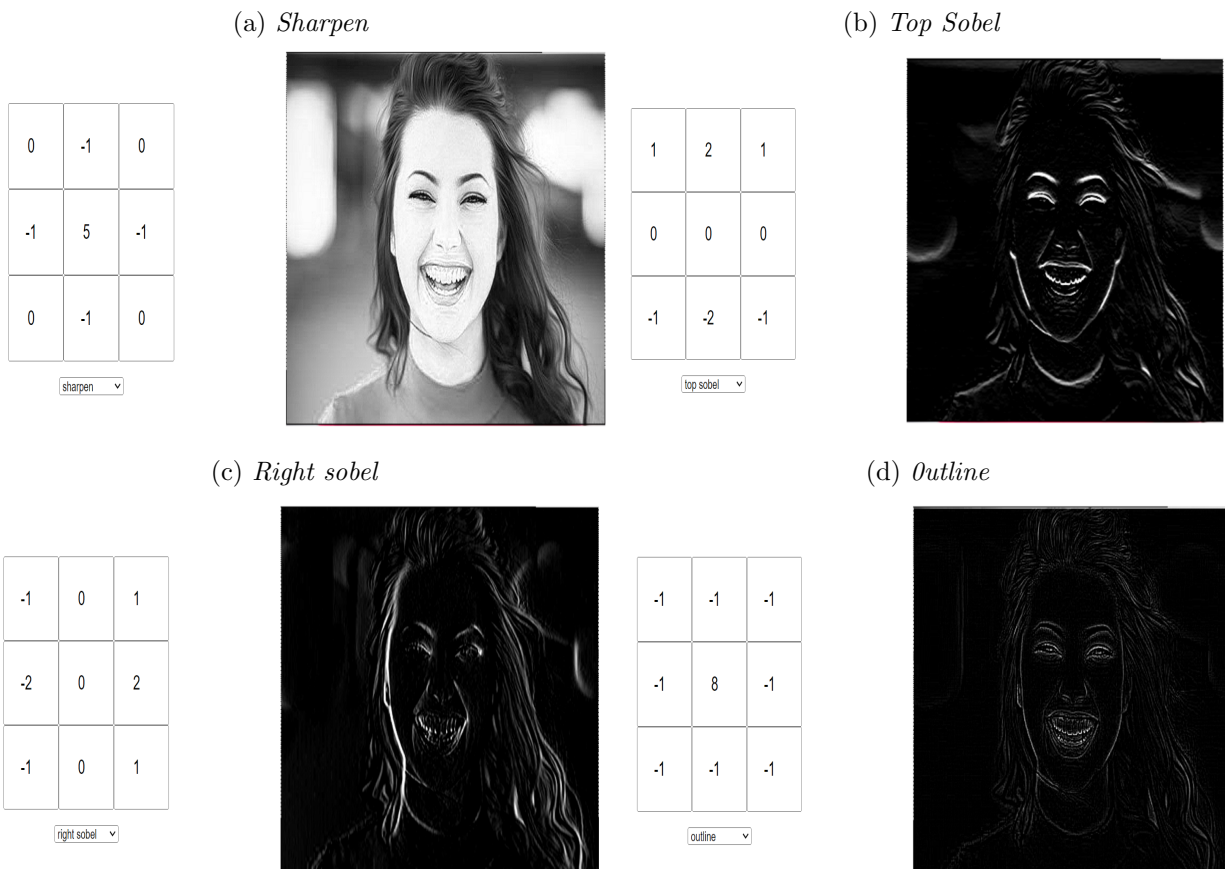 (a) Sharpen
(b) Top Sobel
0 -1 0
-1 5 -1
0 -1 0
sharpen
1 2 1
0 0 0
-1 -2 -1
top sobel
(c) Right sobel
(d) 0utline
-1 0 1
-2 0 2
-1 0 1
right sobel
-1 -1 -1
-1 8 -1
-1 -1 -1
outline